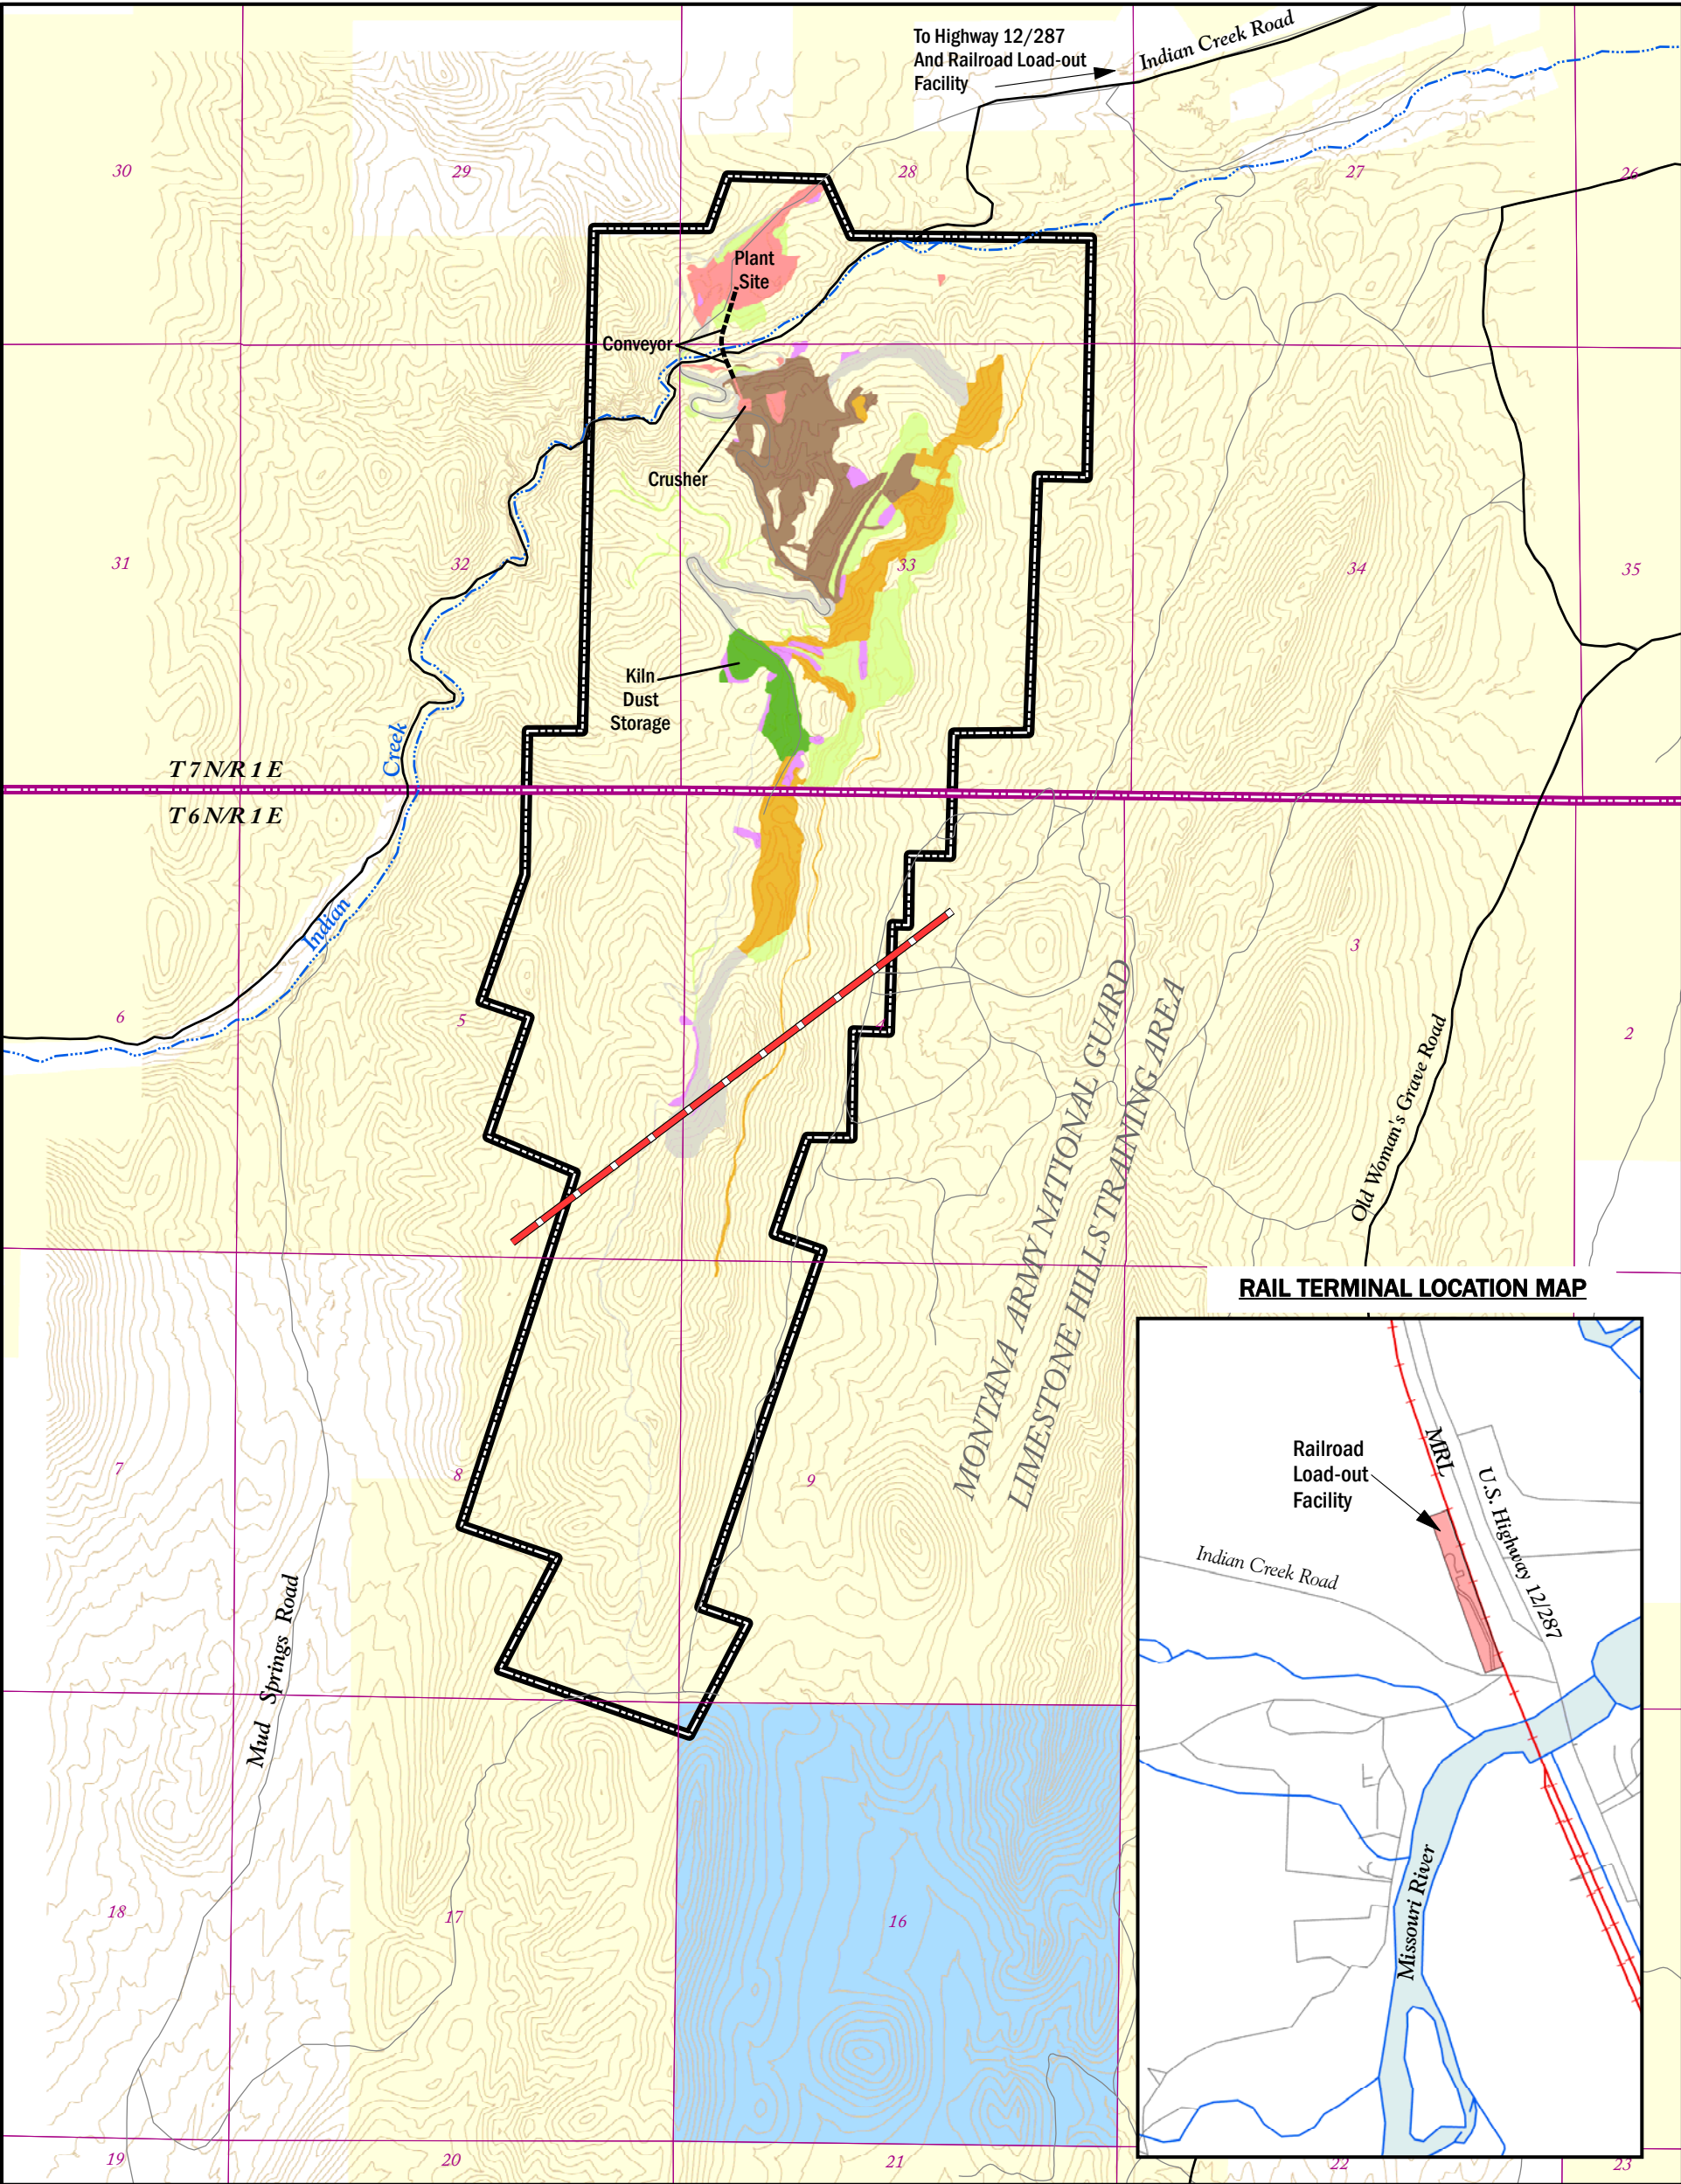 To Highway 12/287
And Railroad Load-out
Facility
Indian Creek Road
30
29
28
27
26
Plant
Site
Conveyor
Crusher
31
32
33
34
35
Kiln
Dust
Storage
Creek
Indian
T 7 N/R 1 E
T 6 N/R 1 E
6
5
4
3
2
MONTANA ARMY NATIONAL GUARD
LIMESTONE HILLS TRAINING AREA
Old Woman's Grave Road
7
8
9
Mud Springs Road
18
17
16
19
20
21
22
23
RAIL TERMINAL LOCATION MAP
Railroad
Load-out
Facility
MRL
U.S. Highway 12/287
Indian Creek Road
Missouri River